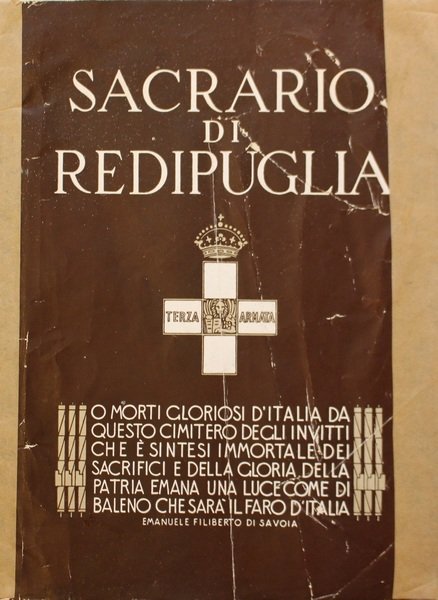 SACRARIO
DI
REDIPUGLIA
TERZA ARMATA
O MORTI GLORIOSI D'ITALIA DA
QUESTO CIMITERO DEGLI INVITTI
CHE È SINTESI IMMORTALE DEI
SACRIFICI E DELLA GLORIA DELLA
PATRIA EMANA UNA LUCE COME DI
BALENO CHE SARA' IL FARO D'ITALIA
EMANUELE FILIBERTO DI SAVOIA